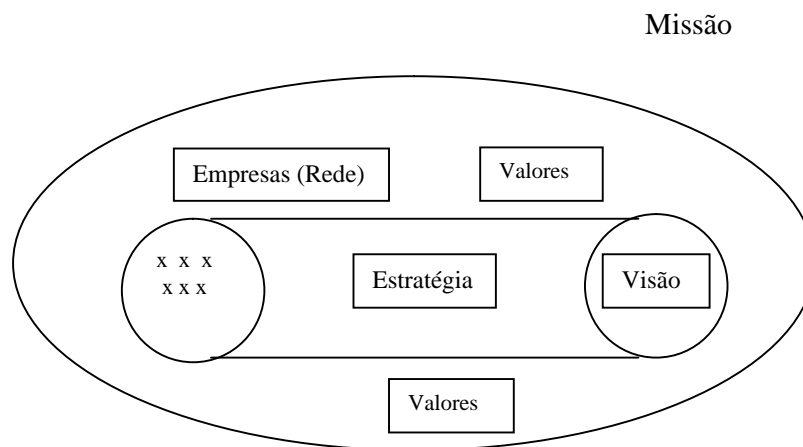 Missão
Empresas (Rede)
Valores
x x x
x x x
Estratégia
Visão
Valores